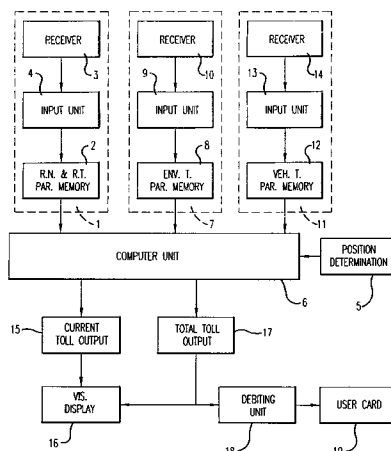 RECEIVER
RECEIVER
RECEIVER
4
3
9
10
13
14
INPUT UNIT
INPUT UNIT
INPUT UNIT
2
8
12
R.N. & R.T.
PAR. MEMORY
ENV. T.
PAR. MEMORY
VEH. T.
PAR. MEMORY
1
7
11
COMPUTER UNIT
POSITION
DETERMINATION
6
5
15
CURRENT
TOLL OUTPUT
TOTAL TOLL
OUTPUT
17
VIS.
DISPLAY
DEBITING
UNIT
USER CARD
16
18
19